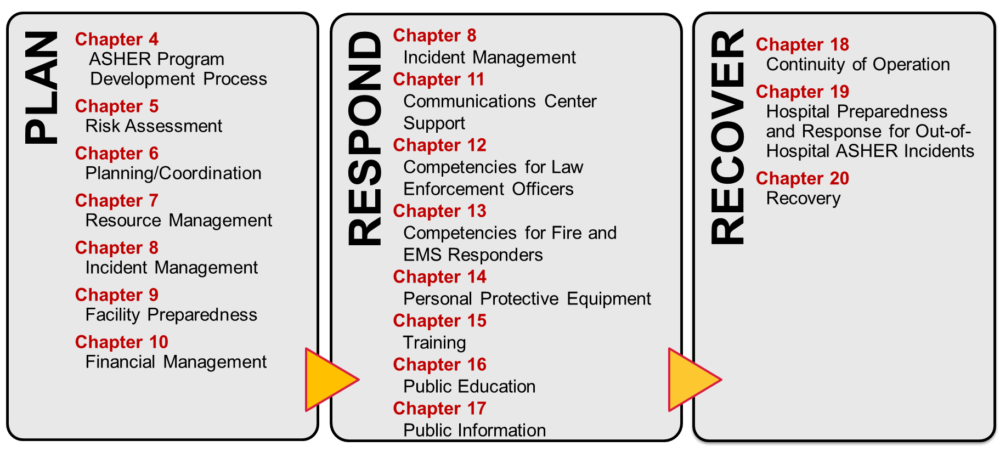 PLAN
Chapter 4
ASHER Program
Development Process
Chapter 5
Risk Assessment
Chapter 6
Planning/Coordination
Chapter 7
Resource Management
Chapter 8
Incident Management
Chapter 9
Facility Preparedness
Chapter 10
Financial Management
RESPOND
Chapter 8
Incident Management
Chapter 11
Communications Center
Support
Chapter 12
Competencies for Law
Enforcement Officers
Chapter 13
Competencies for Fire and
EMS Responders
Chapter 14
Personal Protective Equipment
Chapter 15
Training
Chapter 16
Public Education
Chapter 17
Public Information
RECOVER
Chapter 18
Continuity of Operation
Chapter 19
Hospital Preparedness
and Response for Out-of-
Hospital ASHER Incidents
Chapter 20
Recovery